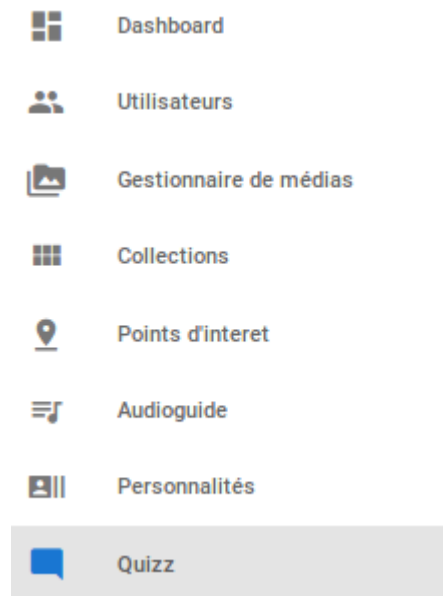 Dashboard
Utilisateurs
Gestionnaire de médias
Collections
Points d'interet
Audioguide
Personnalités
Quizz